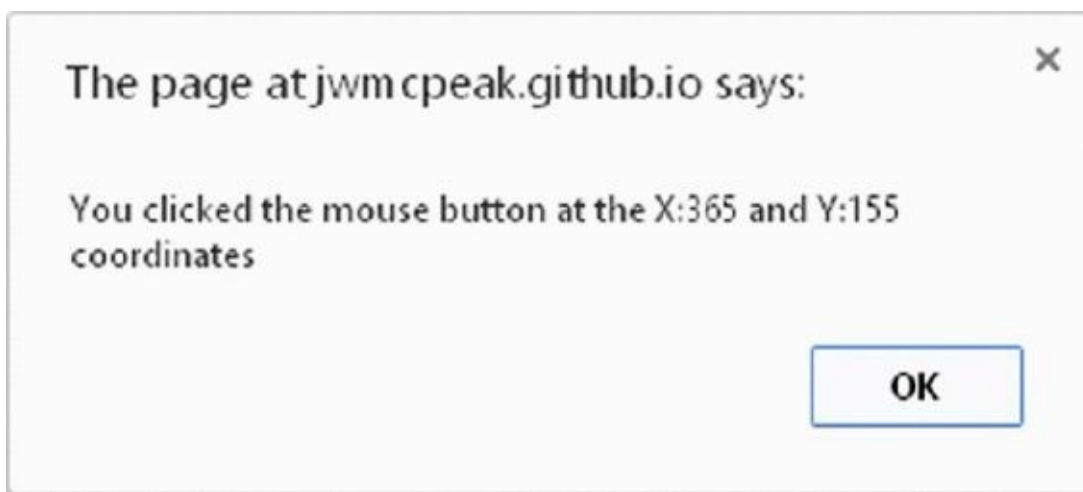 The page at jwmcpeak.github.io says:
You clicked the mouse button at the X:365 and Y:155
coordinates
OK